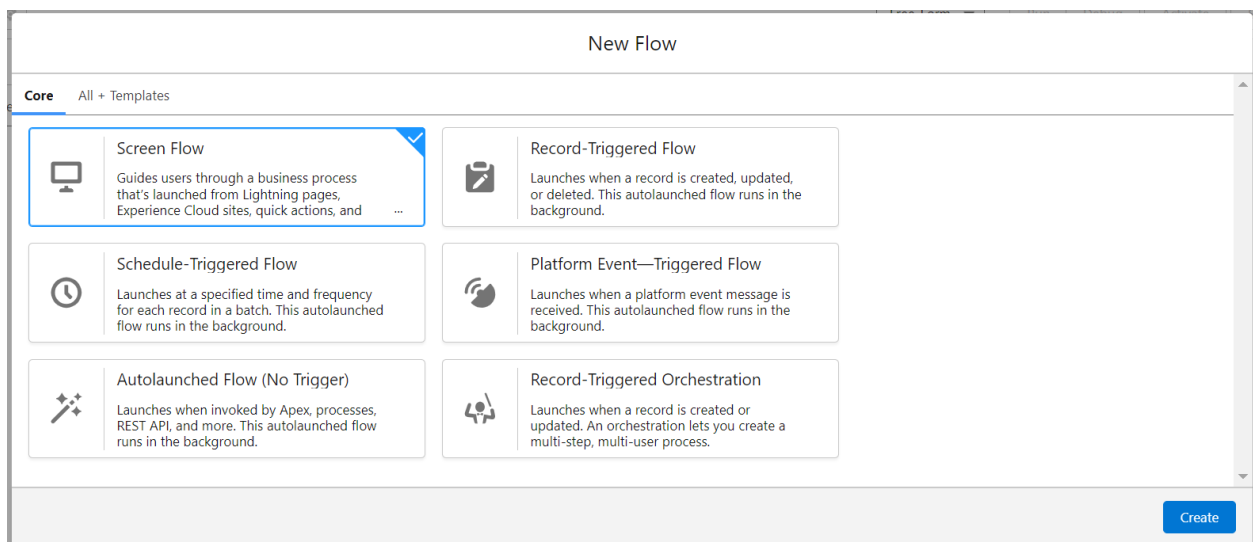 New Flow
Core All + Templates
Screen Flow
Guides users through a business process
that's launched from Lightning pages,
Experience Cloud sites, quick actions, and ...
Record-Triggered Flow
Launches when a record is created, updated,
or deleted. This autolaunched flow runs in the
background.
Schedule-Triggered Flow
Launches at a specified time and frequency
for each record in a batch. This autolaunched
flow runs in the background.
Platform Event—Triggered Flow
Launches when a platform event message is
received. This autolaunched flow runs in the
background.
Autolaunched Flow (No Trigger)
Launches when invoked by Apex, processes,
REST API, and more. This autolaunched flow
runs in the background.
Record-Triggered Orchestration
Launches when a record is created or
updated. An orchestration lets you create a
multi-step, multi-user process.
Create